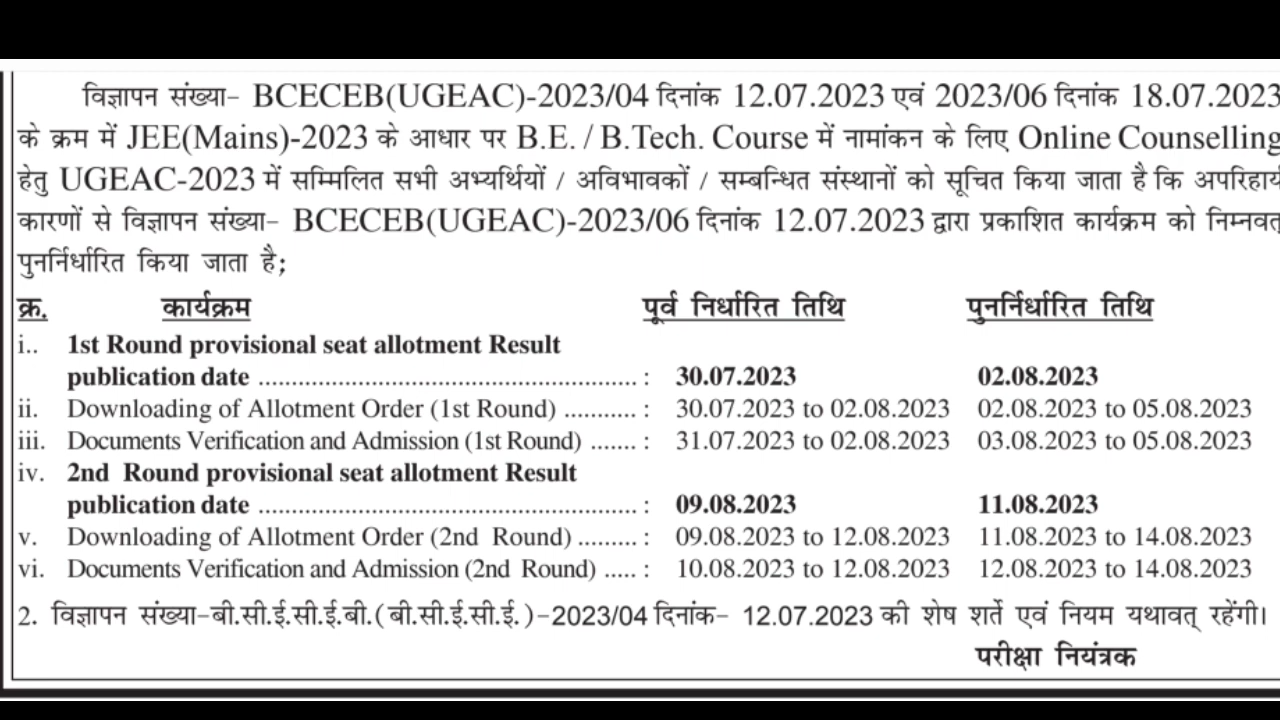 विज्ञापन संख्या- BCECEB(UGEAC)-2023/04 दिनांक 12.07.2023 एवं 2023/06 दिनांक 18.07.2023
के क्रम में JEE(Mains)-2023 के आधार पर B.E. / B.Tech. Course में नामांकन के लिए Online Counselling
हेतु UGEAC-2023 में सम्मिलित सभी अभ्यर्थियों / अविभावकों / सम्बन्धित संस्थानों को सूचित किया जाता है कि अपरिहार्य
कारणों से विज्ञापन संख्या- BCECEB(UGEAC)-2023/06 दिनांक 12.07.2023 द्वारा प्रकाशित कार्यक्रम को निम्नवत्
पुनर्निर्धारित किया जाता है;
क्र. कार्यक्रम पूर्व निर्धारित तिथि पुनर्निर्धारित तिथि
i.. 1st Round provisional seat allotment Result
publication date ......................................................... : 30.07.2023 02.08.2023
ii. Downloading of Allotment Order (1st Round) ........... : 30.07.2023 to 02.08.2023 02.08.2023 to 05.08.2023
iii. Documents Verification and Admission (1st Round) ....... : 31.07.2023 to 02.08.2023 03.08.2023 to 05.08.2023
iv. 2nd Round provisional seat allotment Result
publication date ......................................................... : 09.08.2023 11.08.2023
v. Downloading of Allotment Order (2nd Round) ......... : 09.08.2023 to 12.08.2023 11.08.2023 to 14.08.2023
vi. Documents Verification and Admission (2nd Round) ..... : 10.08.2023 to 12.08.2023 12.08.2023 to 14.08.2023
2. विज्ञापन संख्या-बी.सी.ई.सी.ई.बी.(बी.सी.ई.सी.ई.)-2023/04 दिनांक- 12.07.2023 की शेष शर्ते एवं नियम यथावत् रहेंगी।
परीक्षा नियंत्रक